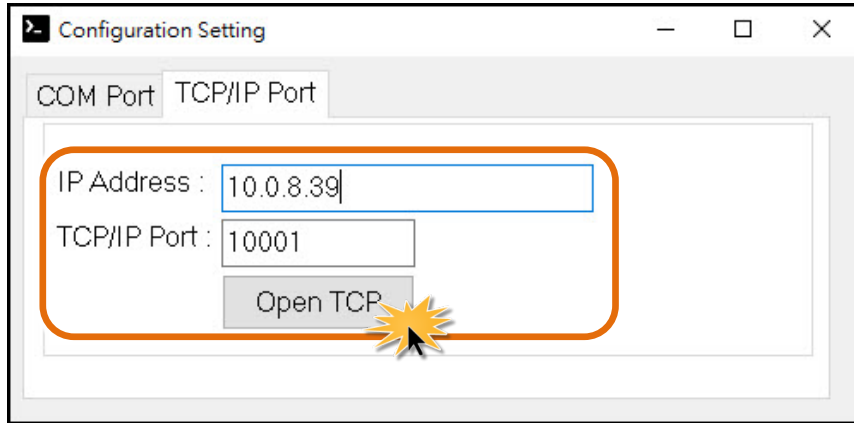 Configuration Setting
COM Port TCP/IP Port
IP Address : 10.0.8.39
TCP/IP Port : 10001
Open TCP